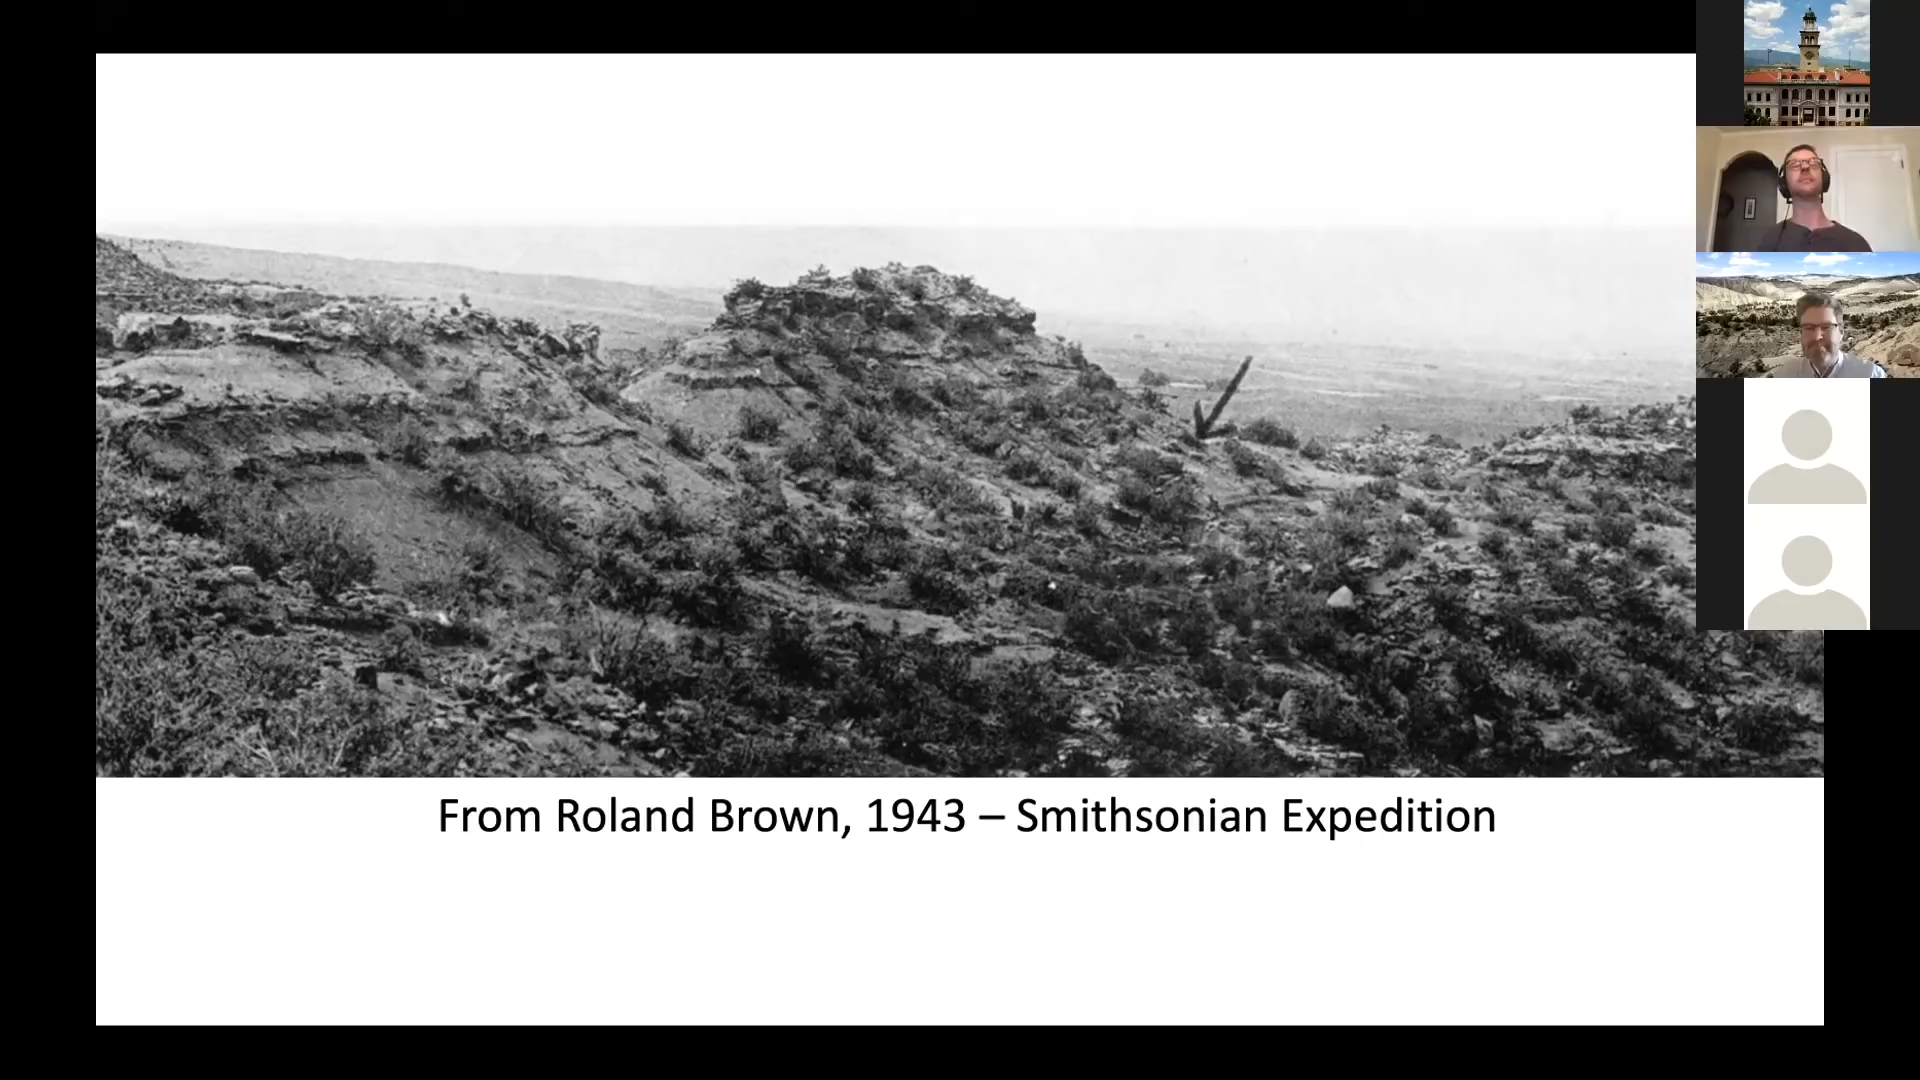 From Roland Brown, 1943 – Smithsonian Expedition